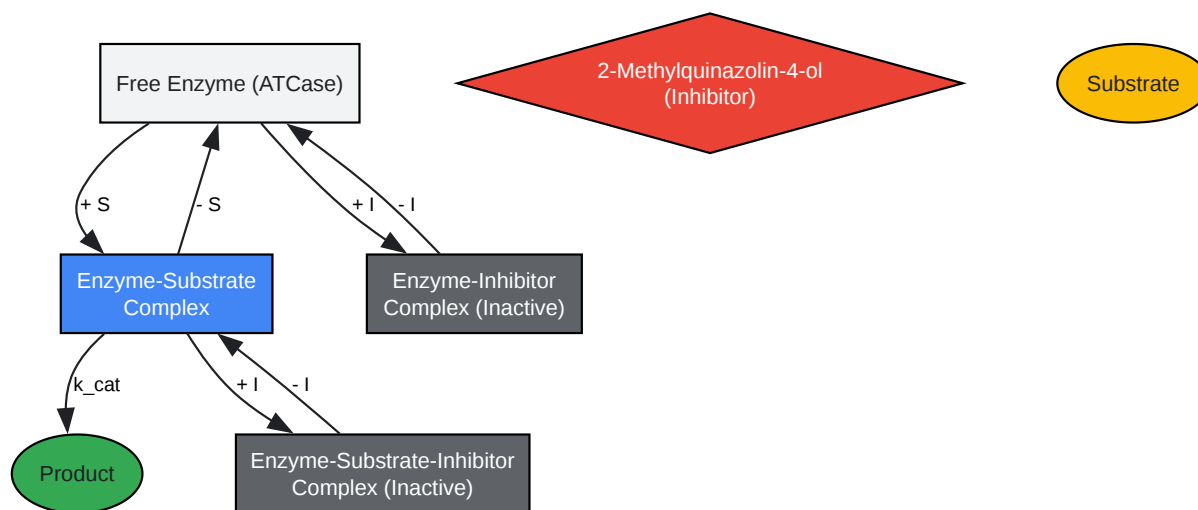 Free Enzyme (ATCase)
2-Methylquinazolin-4-ol
(Inhibitor)
Substrate
+ S
- S
+ I
- I
Enzyme-Substrate
Complex
Enzyme-Inhibitor
Complex (Inactive)
k_cat
+ I
- I
Product
Enzyme-Substrate-Inhibitor
Complex (Inactive)